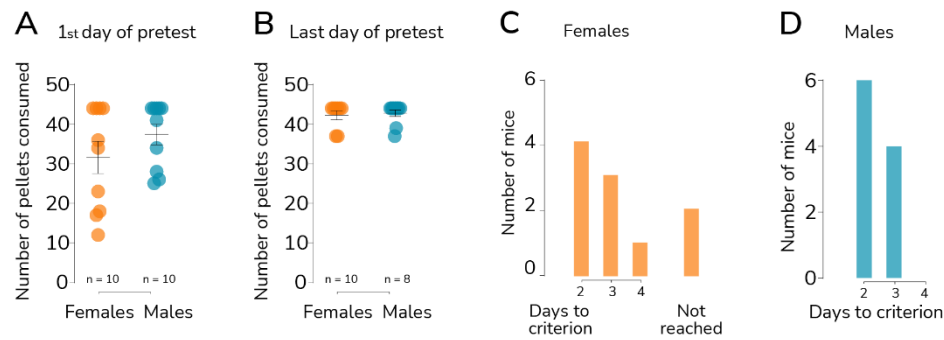 A
1st day of pretest
Number of pellets consumed
50
40
30
20
10
0
n = 10
n = 10
Females
Males
B
Last day of pretest
Number of pellets consumed
50
40
30
20
10
0
n = 10
n = 8
Females
Males
C
Females
Number of mice
6
4
2
0
2
3
4
Days to
criterion
Not
reached
D
Males
Number of mice
6
4
2
0
2
3
4
Days to criterion